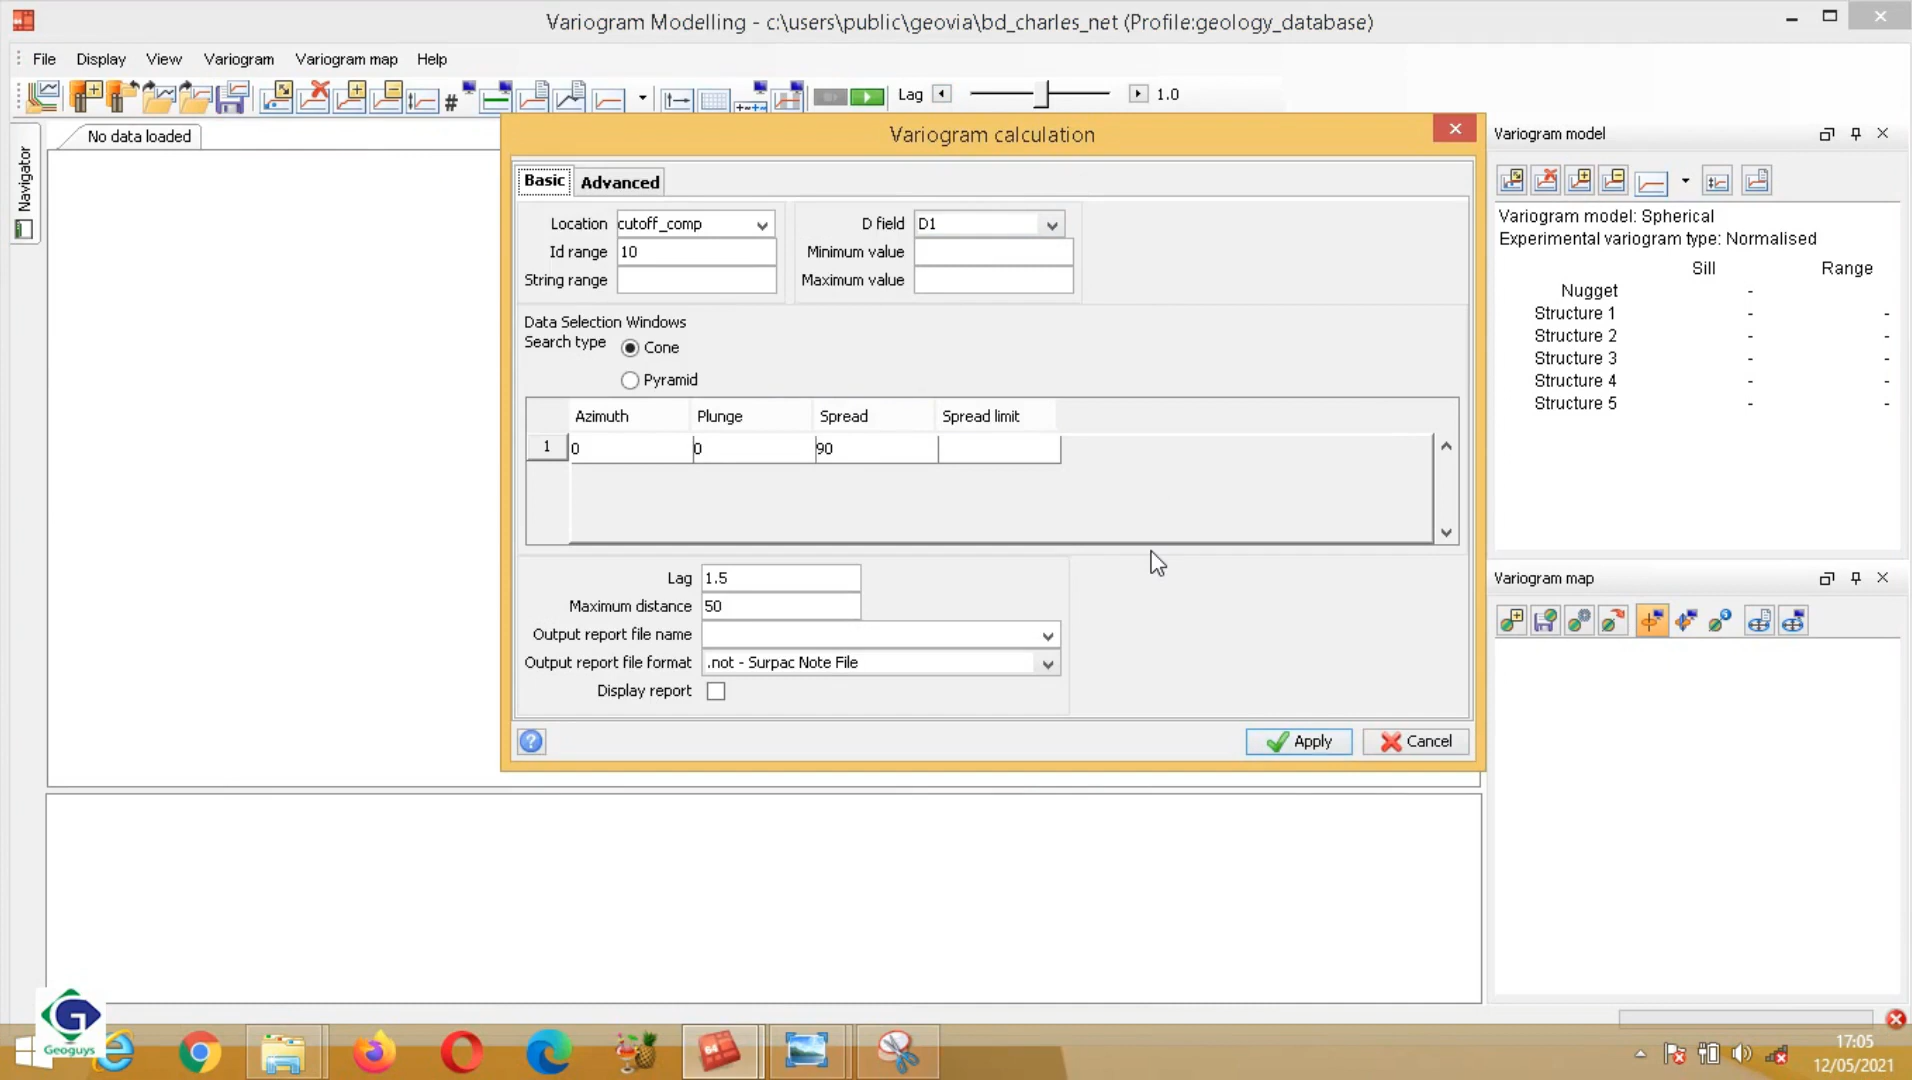 Variogram Modelling - c:\users\public\geovia\bd_charles_net (Profile:geology_database)
File Display View Variogram Variogram map Help
# Lag 1.0
No data loaded
Navigator
Variogram calculation
Basic Advanced
Location cutoff_comp D field D1
Id range 10 Minimum value
String range Maximum value
Data Selection Windows
Search type Cone
Pyramid
Azimuth Plunge Spread Spread limit
1 0 0 90
Lag 1.5
Maximum distance 50
Output report file name
Output report file format .not - Surpac Note File
Display report
? Apply Cancel
Variogram model
Variogram model: Spherical
Experimental variogram type: Normalised
Sill Range
Nugget -
Structure 1 - -
Structure 2 - -
Structure 3 - -
Structure 4 - -
Structure 5 - -
Variogram map
Geoguys
17:05
12/05/2021